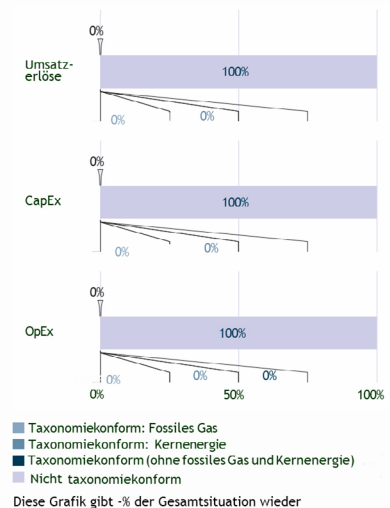 0%
Umsatz-
erlöse
100%
0%
0%
0%
CapEx
100%
0%
0%
0%
OpEx
100%
0%
0%
0%
0%
50%
100%
Taxonomiekonform: Fossiles Gas
Taxonomiekonform: Kernenergie
Taxonomiekonform (ohne fossiles Gas und Kernenergie)
Nicht taxonomiekonform
Diese Grafik gibt -% der Gesamtsituation wieder